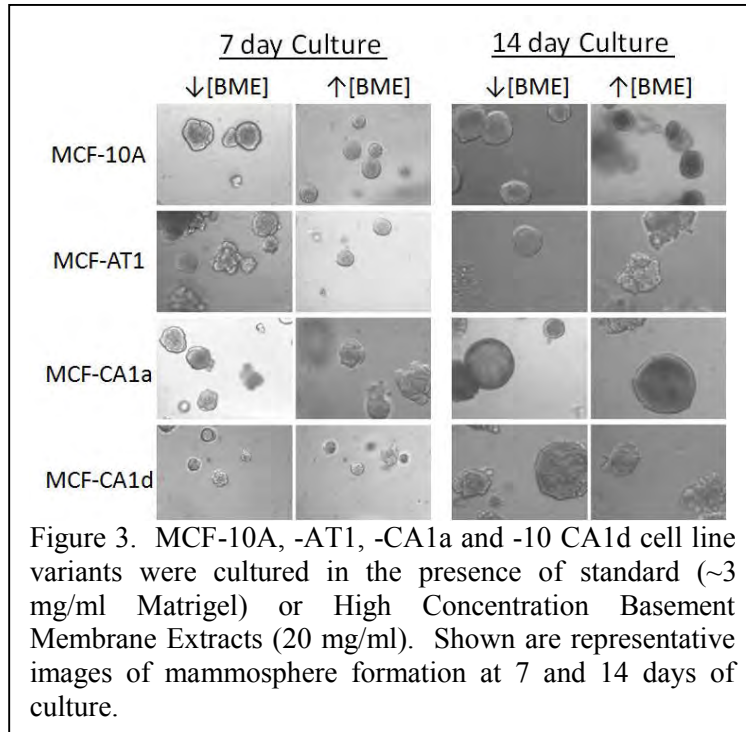 7 day Culture 14 day Culture
↓[BME] ↑[BME] ↓[BME] ↑[BME]
MCF-10A
MCF-AT1
MCF-CA1a
MCF-CA1d
Figure 3. MCF-10A, -AT1, -CA1a and -10 CA1d cell line
variants were cultured in the presence of standard (~3
mg/ml Matrigel) or High Concentration Basement
Membrane Extracts (20 mg/ml). Shown are representative
images of mammosphere formation at 7 and 14 days of
culture.